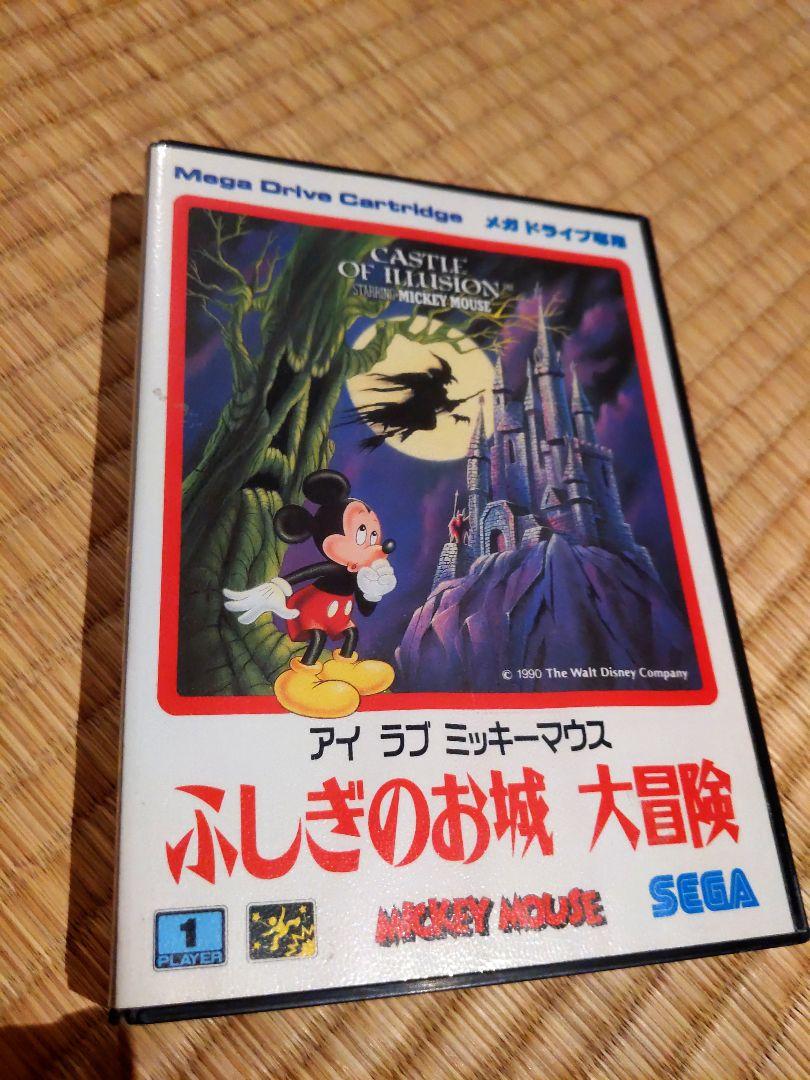 Mega Drive Cartridge メガドライブ専用
CASTLE
OF ILLUSION™
STARRING MICKEY MOUSE
© 1990 The Walt Disney Company
アイ ラブ ミッキーマウス
ふしぎのお城 大冒険
1
PLAYER
MICKEY MOUSE
SEGA